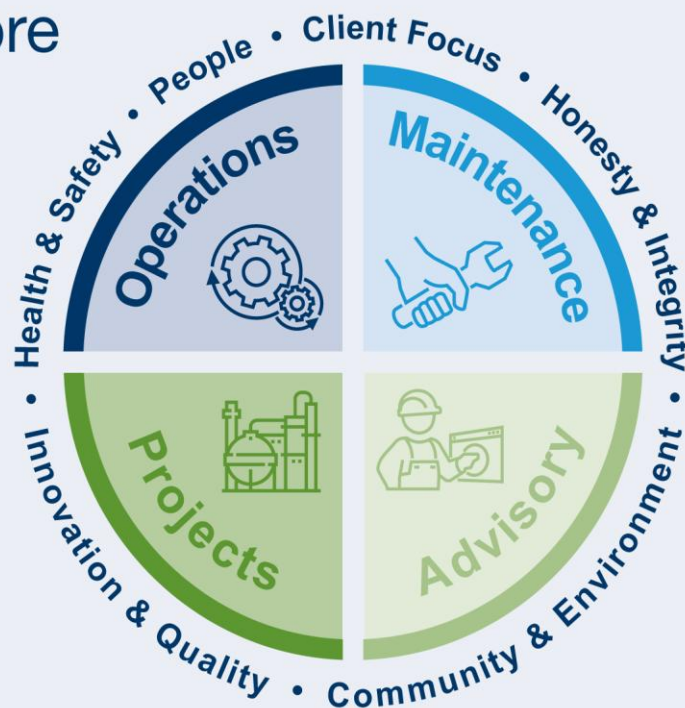 ore
Health & Safety • People • Client Focus • Honesty & Integrity •
Operations
Maintenance
Projects
Advisory
• Innovation & Quality • Community & Environment